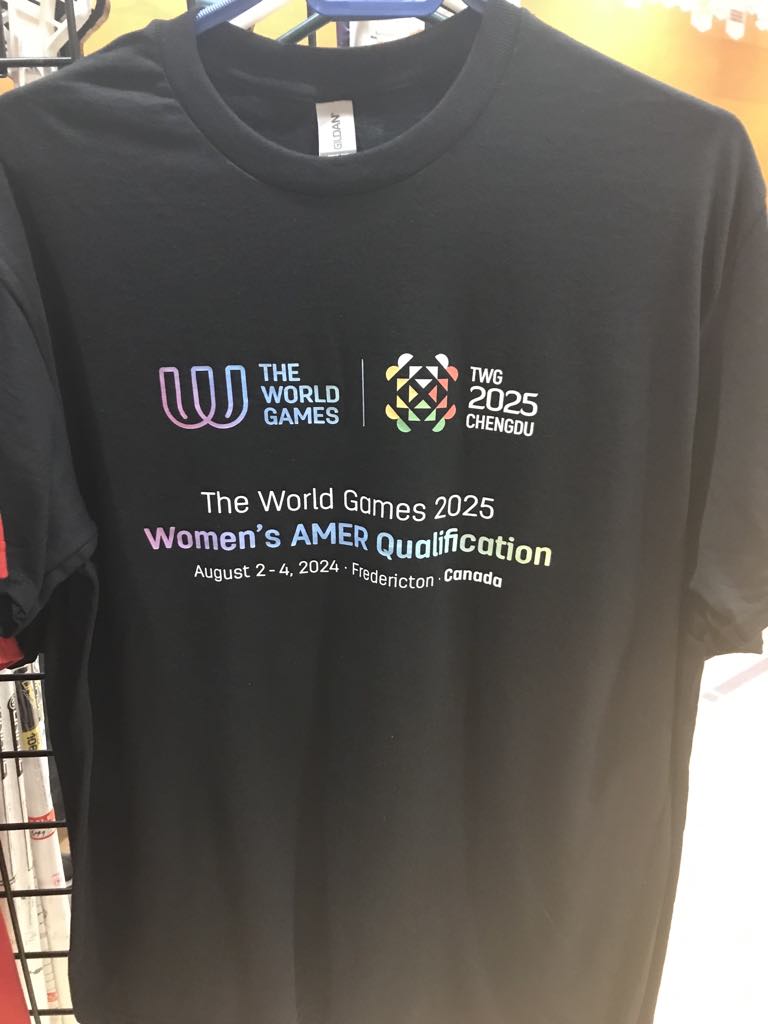 GILDAN
THE
WORLD
GAMES
TWG
2025
CHENGDU
The World Games 2025
Women's AMER Qualification
August 2-4, 2024 · Fredericton · Canada